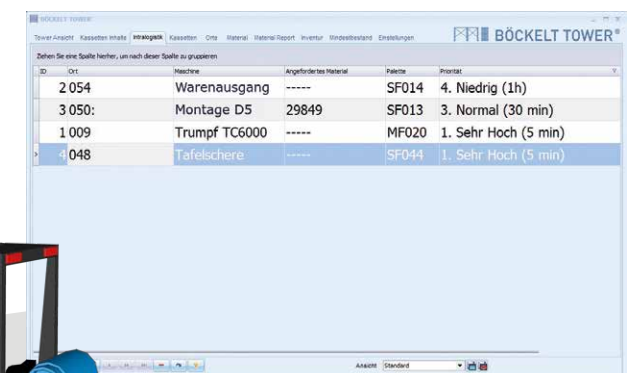 BÖCKELT TOWER
Tower Ansicht Kassetten Inhalte Intralogistik Kassetten Orte Material Material Report Inventur Mindestbestand Einstellungen
BÖCKELT TOWER®
Ziehen Sie eine Spalte hierher, um nach dieser Spalte zu gruppieren
ID Ort Maschine Angefordertes Material Palette Priorität
2 054 Warenausgang ----- SF014 4. Niedrig (1h)
3 050: Montage D5 29849 SF013 3. Normal (30 min)
1 009 Trumpf TC6000 ----- MF020 1. Sehr Hoch (5 min)
4 048 Tafelschere ----- SF044 1. Sehr Hoch (5 min)
Ansicht Standard